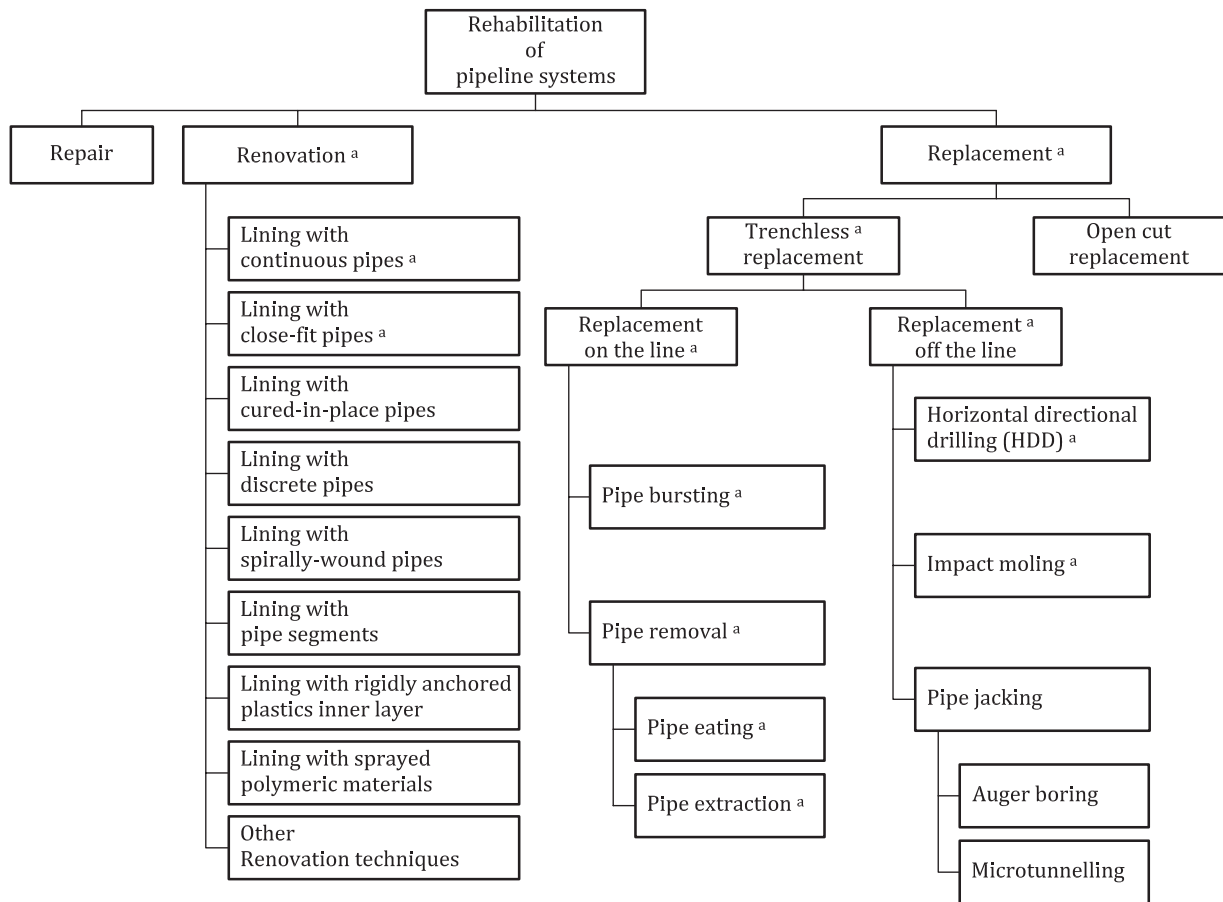 Rehabilitation
of
pipeline systems
Repair
Renovation ᵃ
Replacement ᵃ
Trenchless ᵃ
replacement
Open cut
replacement
Lining with
continuous pipes ᵃ
Lining with
close-fit pipes ᵃ
Lining with
cured-in-place pipes
Lining with
discrete pipes
Lining with
spirally-wound pipes
Lining with
pipe segments
Lining with rigidly anchored
plastics inner layer
Lining with sprayed
polymeric materials
Other
Renovation techniques
Replacement
on the line ᵃ
Pipe bursting ᵃ
Pipe removal ᵃ
Pipe eating ᵃ
Pipe extraction ᵃ
Replacement ᵃ
off the line
Horizontal directional
drilling (HDD) ᵃ
Impact moling ᵃ
Pipe jacking
Auger boring
Microtunnelling